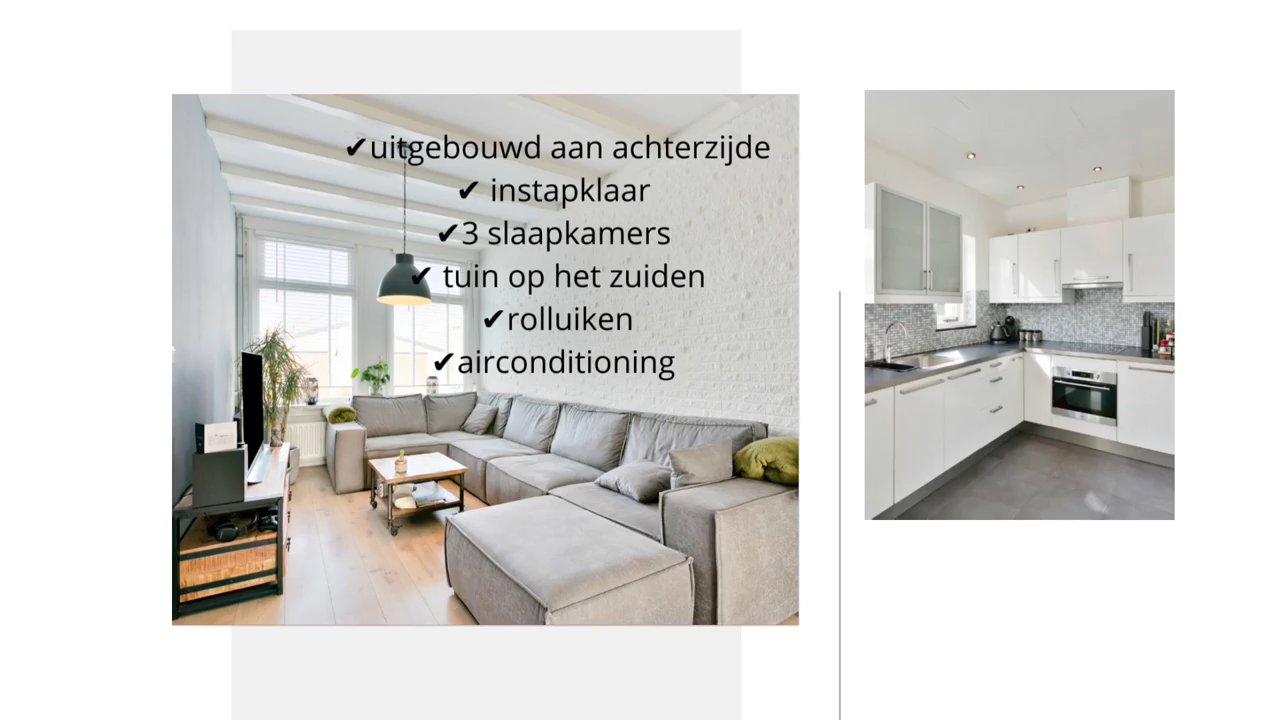 ✔uitgebouwd aan achterzijde
✔ instapklaar
✔3 slaapkamers
✔ tuin op het zuiden
✔rolluiken
✔airconditioning